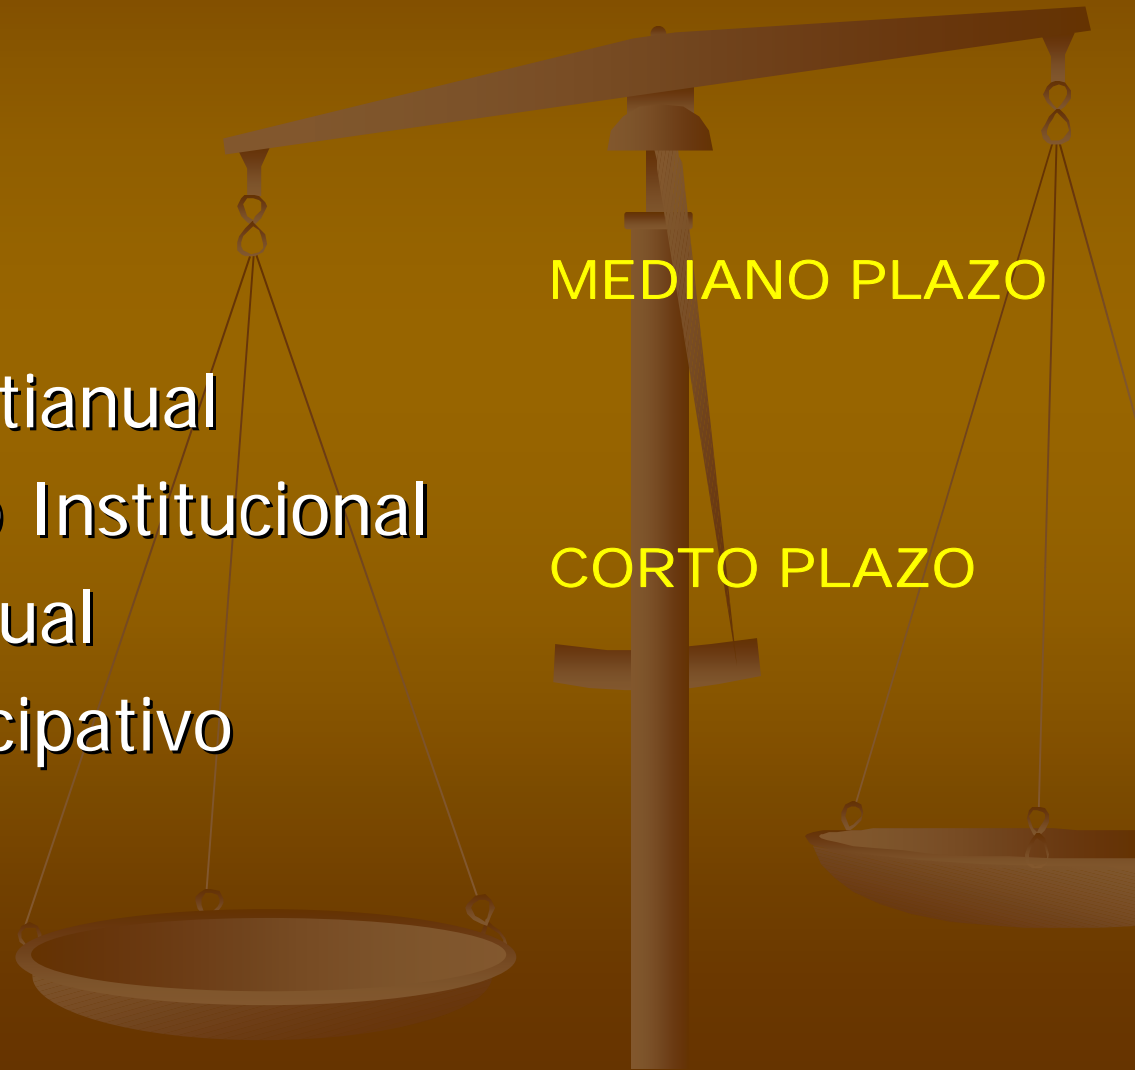 MEDIANO PLAZO
tianual
Institucional
CORTO PLAZO
ual
cipativo